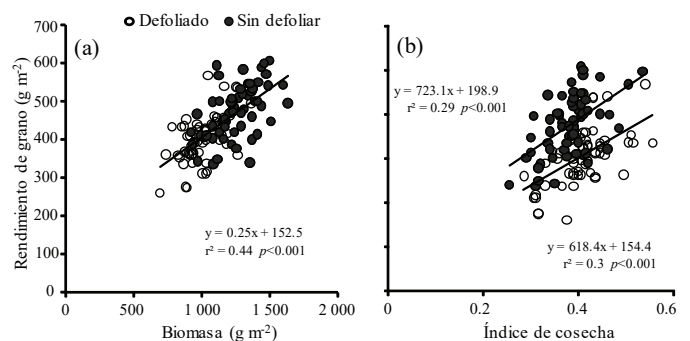 Defoliado Sin defoliar
Rendimiento de grano (g m⁻²)
700
600
500
400
300
200
100
0
(a)
y = 0.25x + 152.5
r² = 0.44 p<0.001
0 500 1 000 1 500 2 000
Biomasa (g m⁻²)
(b)
y = 723.1x + 198.9
r² = 0.29 p<0.001
y = 618.4x + 154.4
r² = 0.3 p<0.001
0 0.2 0.4 0.6
Índice de cosecha